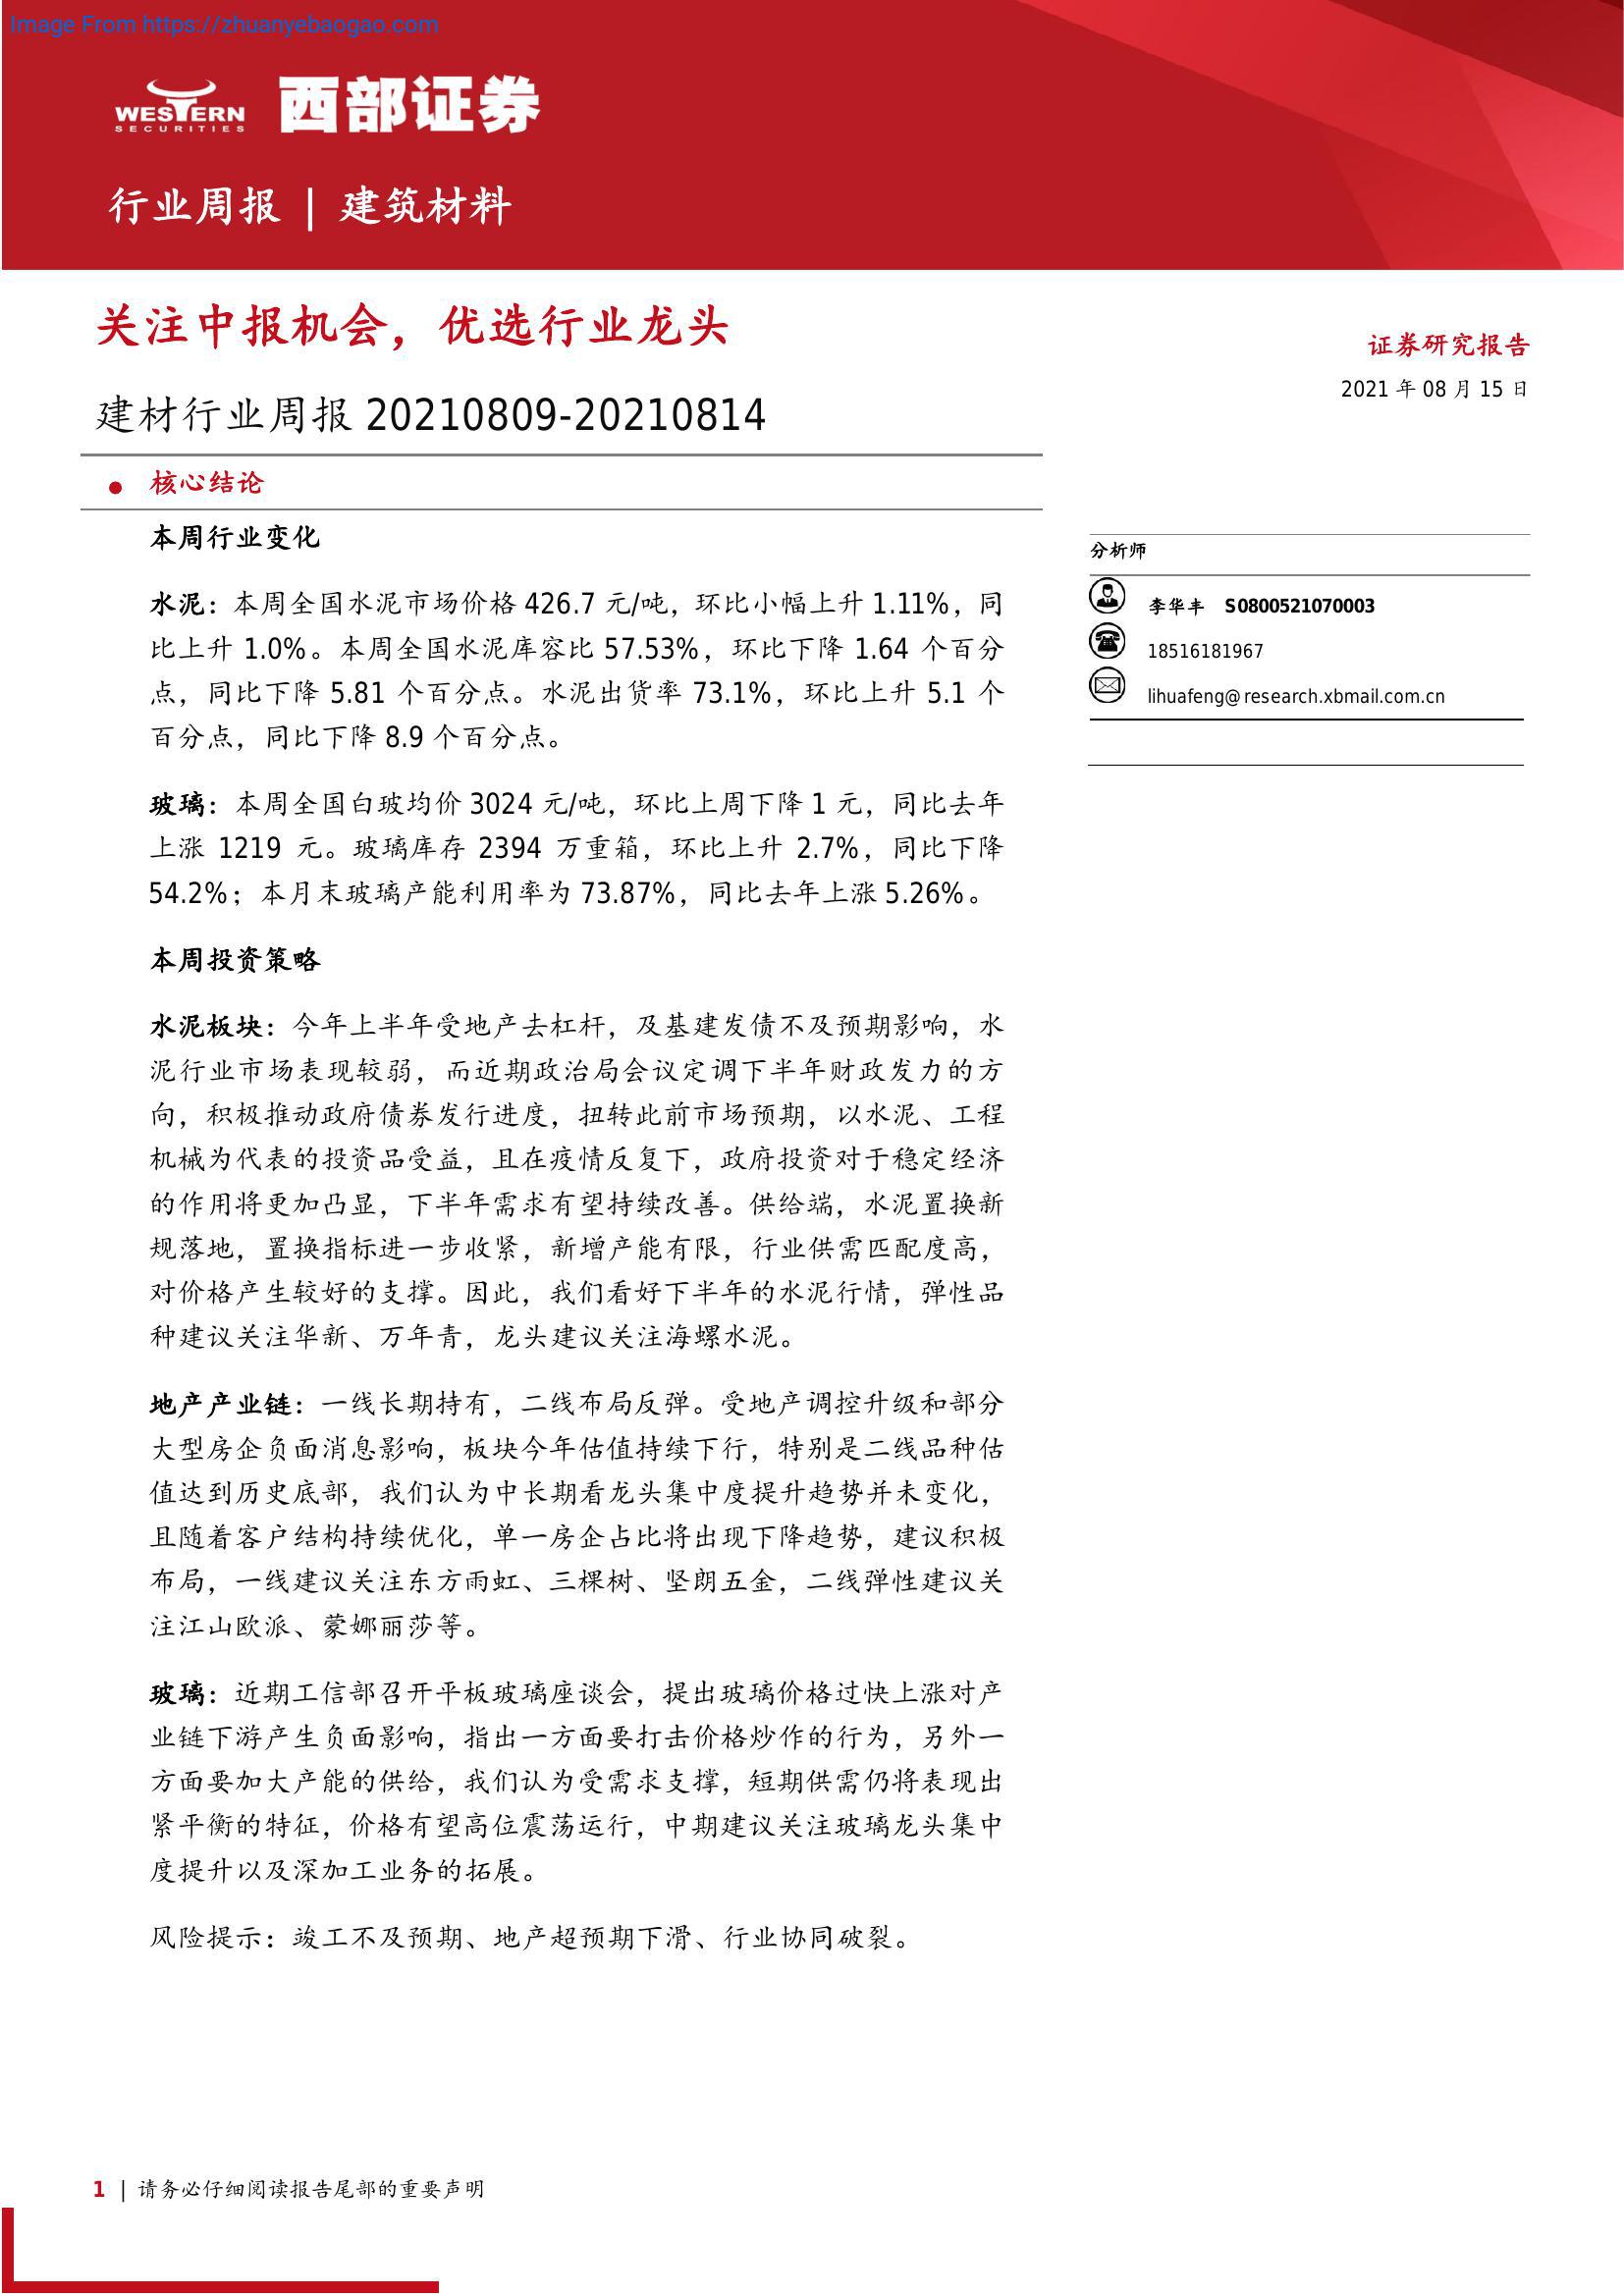 Image From https://zhuanyebaogao.com
WESTERN
SECURITIES
西部证券
行业周报 | 建筑材料
关注中报机会，优选行业龙头
建材行业周报 20210809-20210814
证券研究报告
2021 年 08 月 15 日
● 核心结论
本周行业变化
水泥：本周全国水泥市场价格 426.7 元/吨，环比小幅上升 1.11%，同
比上升 1.0%。本周全国水泥库容比 57.53%，环比下降 1.64 个百分
点，同比下降 5.81 个百分点。水泥出货率 73.1%，环比上升 5.1 个
百分点，同比下降 8.9 个百分点。
玻璃：本周全国白玻均价 3024 元/吨，环比上周下降 1 元，同比去年
上涨 1219 元。玻璃库存 2394 万重箱，环比上升 2.7%，同比下降
54.2%；本月末玻璃产能利用率为 73.87%，同比去年上涨 5.26%。
本周投资策略
水泥板块：今年上半年受地产去杠杆，及基建发债不及预期影响，水
泥行业市场表现较弱，而近期政治局会议定调下半年财政发力的方
向，积极推动政府债券发行进度，扭转此前市场预期，以水泥、工程
机械为代表的投资品受益，且在疫情反复下，政府投资对于稳定经济
的作用将更加凸显，下半年需求有望持续改善。供给端，水泥置换新
规落地，置换指标进一步收紧，新增产能有限，行业供需匹配度高，
对价格产生较好的支撑。因此，我们看好下半年的水泥行情，弹性品
种建议关注华新、万年青，龙头建议关注海螺水泥。
地产产业链：一线长期持有，二线布局反弹。受地产调控升级和部分
大型房企负面消息影响，板块今年估值持续下行，特别是二线品种估
值达到历史底部，我们认为中长期看龙头集中度提升趋势并未变化，
且随着客户结构持续优化，单一房企占比将出现下降趋势，建议积极
布局，一线建议关注东方雨虹、三棵树、坚朗五金，二线弹性建议关
注江山欧派、蒙娜丽莎等。
玻璃：近期工信部召开平板玻璃座谈会，提出玻璃价格过快上涨对产
业链下游产生负面影响，指出一方面要打击价格炒作的行为，另外一
方面要加大产能的供给，我们认为受需求支撑，短期供需仍将表现出
紧平衡的特征，价格有望高位震荡运行，中期建议关注玻璃龙头集中
度提升以及深加工业务的拓展。
风险提示：竣工不及预期、地产超预期下滑、行业协同破裂。
分析师
李华丰 S0800521070003
18516181967
lihuafeng@research.xbmail.com.cn
1 | 请务必仔细阅读报告尾部的重要声明